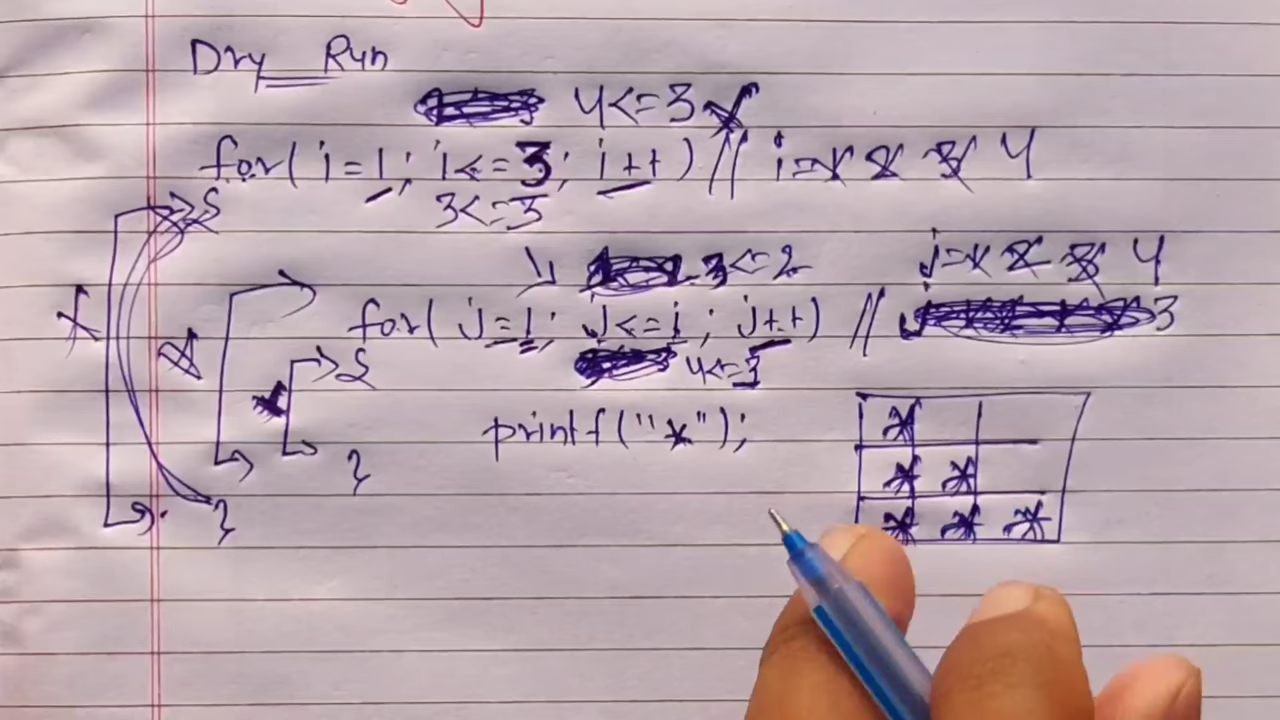 Dry Run
4<=3
for( i=1; i<=3; i++) // i=1 2 3 4
3<=3
{
3<=2 j=1 2 3 4
for( j=1; j<=i; j++) // 3
4<=3
{
printf("*");
}
}
*
* *
* * *